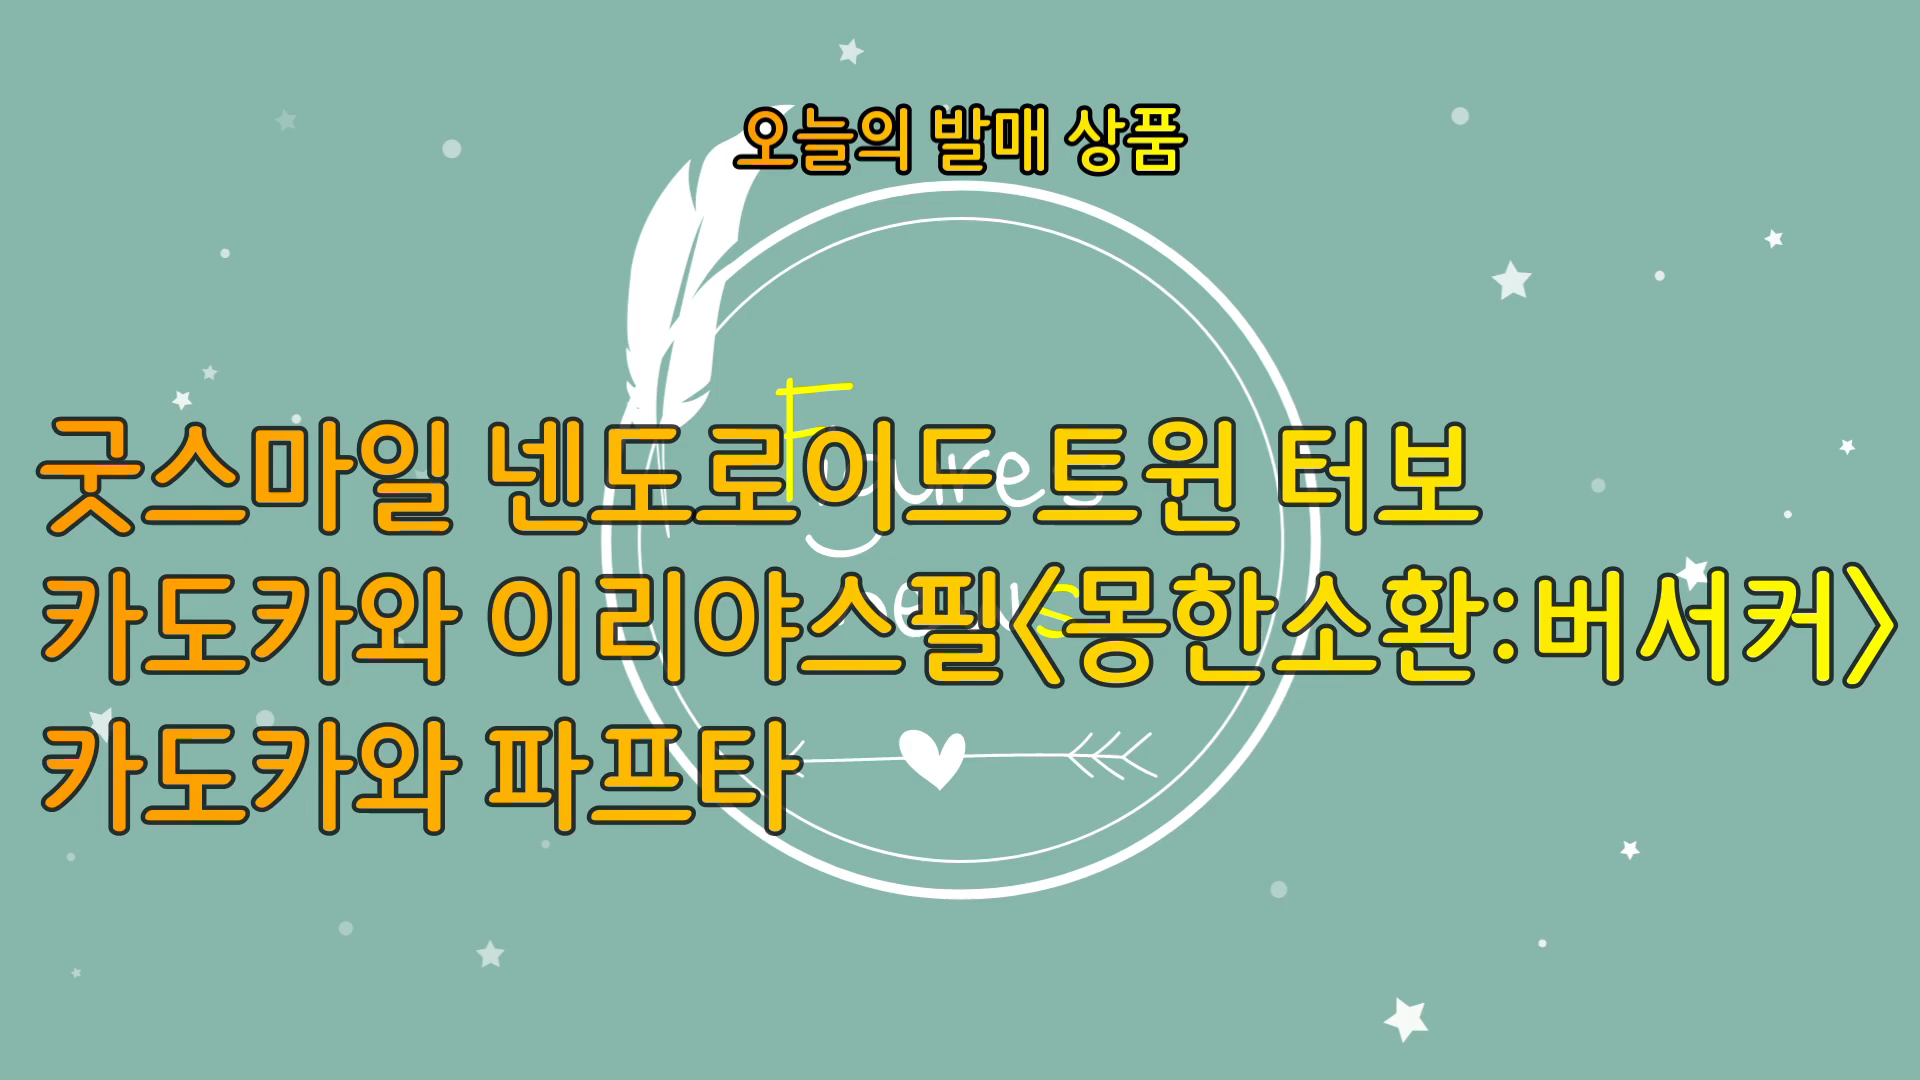 오늘의 발매 상품
굿스마일 넨도로이드 트윈 터보
카도카와 이리야스필<몽한소환:버서커>
카도카와 파프타
Figures
news